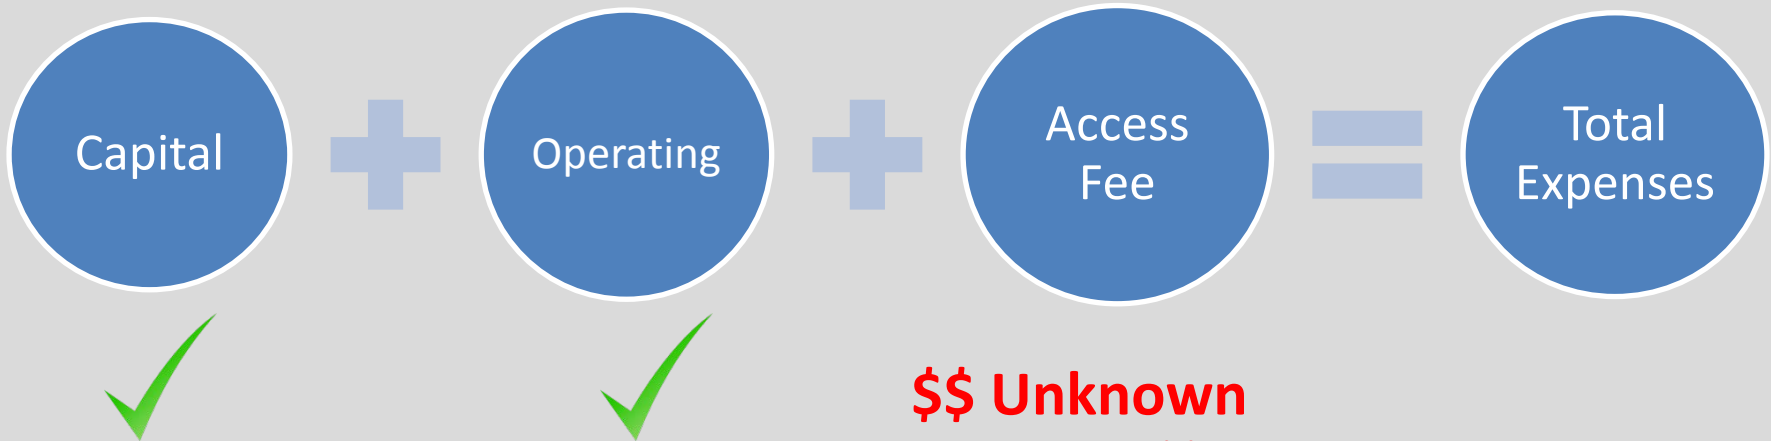 Capital
Operating
Access
Fee
Total
Expenses
$$ Unknown